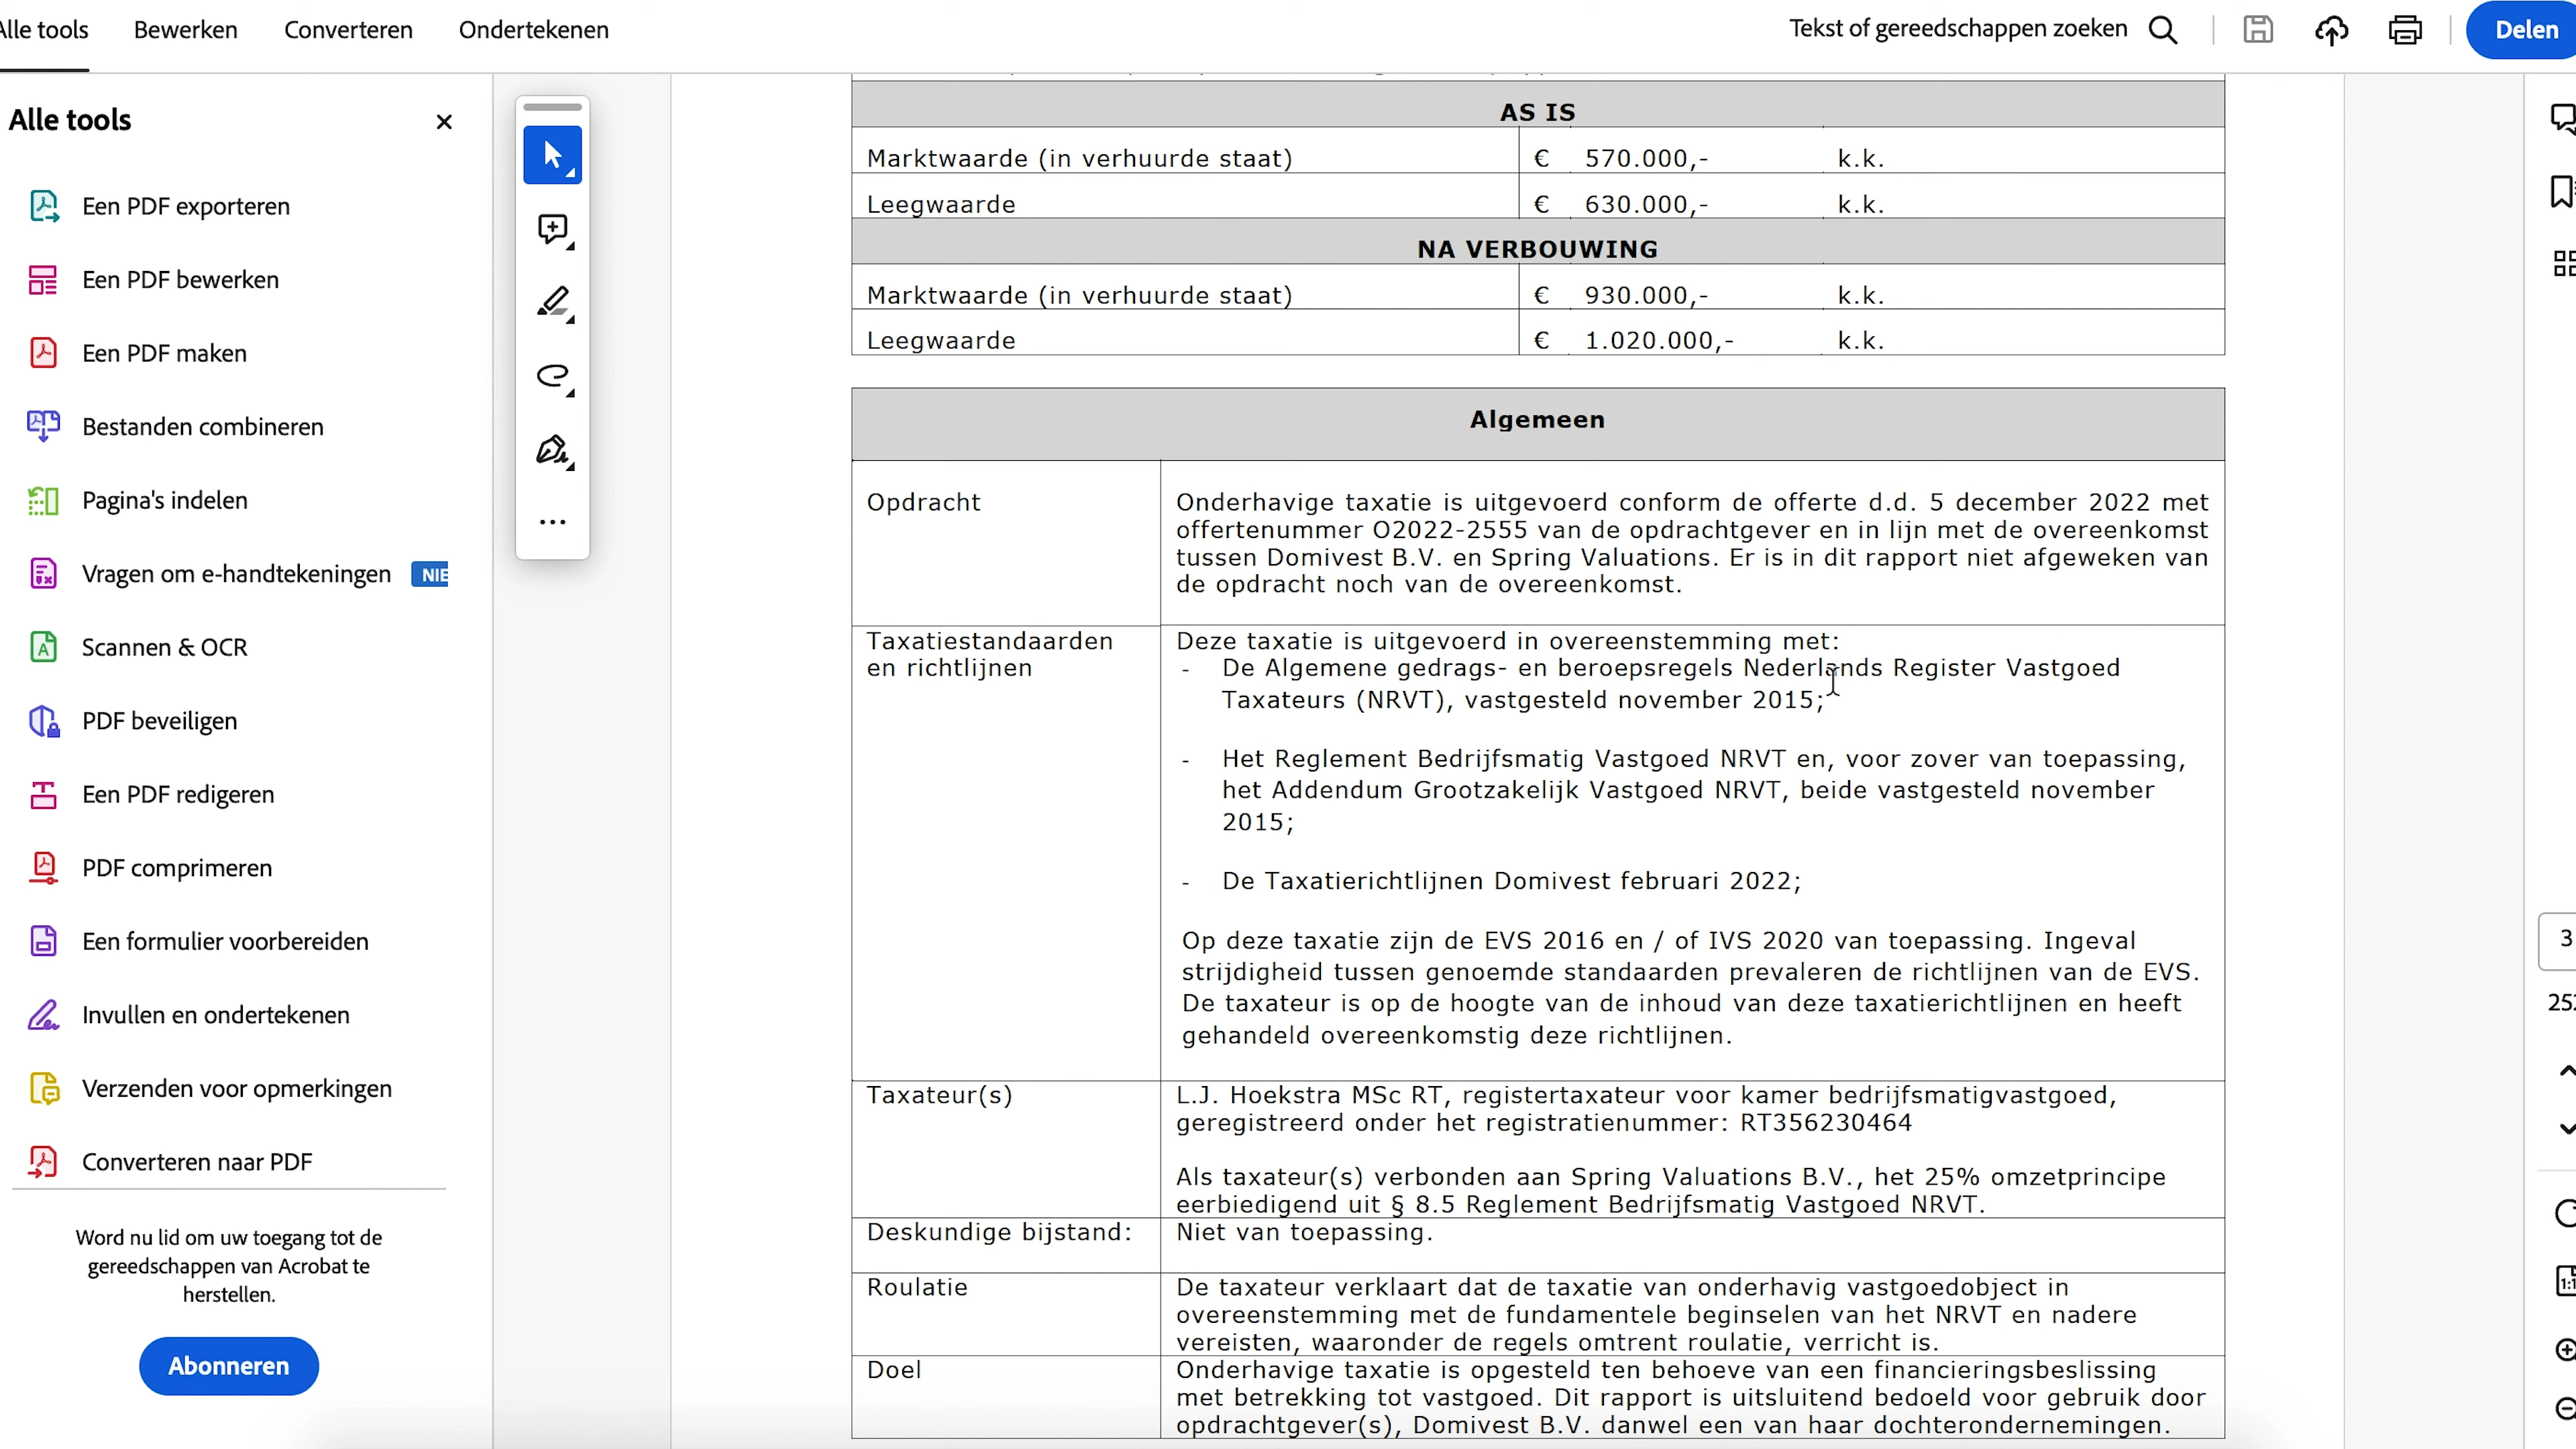 Alle tools Bewerken Converteren Ondertekenen Tekst of gereedschappen zoeken Delen
Alle tools
Een PDF exporteren
Een PDF bewerken
Een PDF maken
Bestanden combineren
Pagina's indelen
Vragen om e-handtekeningen NIE
Scannen & OCR
PDF beveiligen
Een PDF redigeren
PDF comprimeren
Een formulier voorbereiden
Invullen en ondertekenen
Verzenden voor opmerkingen
Converteren naar PDF
Word nu lid om uw toegang tot de
gereedschappen van Acrobat te
herstellen.
Abonneren
AS IS
Marktwaarde (in verhuurde staat) € 570.000,- k.k.
Leegwaarde € 630.000,- k.k.
NA VERBOUWING
Marktwaarde (in verhuurde staat) € 930.000,- k.k.
Leegwaarde € 1.020.000,- k.k.
Algemeen
Opdracht
Onderhavige taxatie is uitgevoerd conform de offerte d.d. 5 december 2022 met
offertenummer O2022-2555 van de opdrachtgever en in lijn met de overeenkomst
tussen Domivest B.V. en Spring Valuations. Er is in dit rapport niet afgeweken van
de opdracht noch van de overeenkomst.
Taxatiestandaarden
en richtlijnen
Deze taxatie is uitgevoerd in overeenstemming met:
- De Algemene gedrags- en beroepsregels Nederlands Register Vastgoed
Taxateurs (NRVT), vastgesteld november 2015;
- Het Reglement Bedrijfsmatig Vastgoed NRVT en, voor zover van toepassing,
het Addendum Grootzakelijk Vastgoed NRVT, beide vastgesteld november
2015;
- De Taxatierichtlijnen Domivest februari 2022;
Op deze taxatie zijn de EVS 2016 en / of IVS 2020 van toepassing. Ingeval
strijdigheid tussen genoemde standaarden prevaleren de richtlijnen van de EVS.
De taxateur is op de hoogte van de inhoud van deze taxatierichtlijnen en heeft
gehandeld overeenkomstig deze richtlijnen.
Taxateur(s)
L.J. Hoekstra MSc RT, registertaxateur voor kamer bedrijfsmatigvastgoed,
geregistreerd onder het registratienummer: RT356230464
Als taxateur(s) verbonden aan Spring Valuations B.V., het 25% omzetprincipe
eerbiedigend uit § 8.5 Reglement Bedrijfsmatig Vastgoed NRVT.
Deskundige bijstand: Niet van toepassing.
Roulatie
De taxateur verklaart dat de taxatie van onderhavig vastgoedobject in
overeenstemming met de fundamentele beginselen van het NRVT en nadere
vereisten, waaronder de regels omtrent roulatie, verricht is.
Doel
Onderhavige taxatie is opgesteld ten behoeve van een financieringsbeslissing
met betrekking tot vastgoed. Dit rapport is uitsluitend bedoeld voor gebruik door
opdrachtgever(s), Domivest B.V. danwel een van haar dochterondernemingen.
3